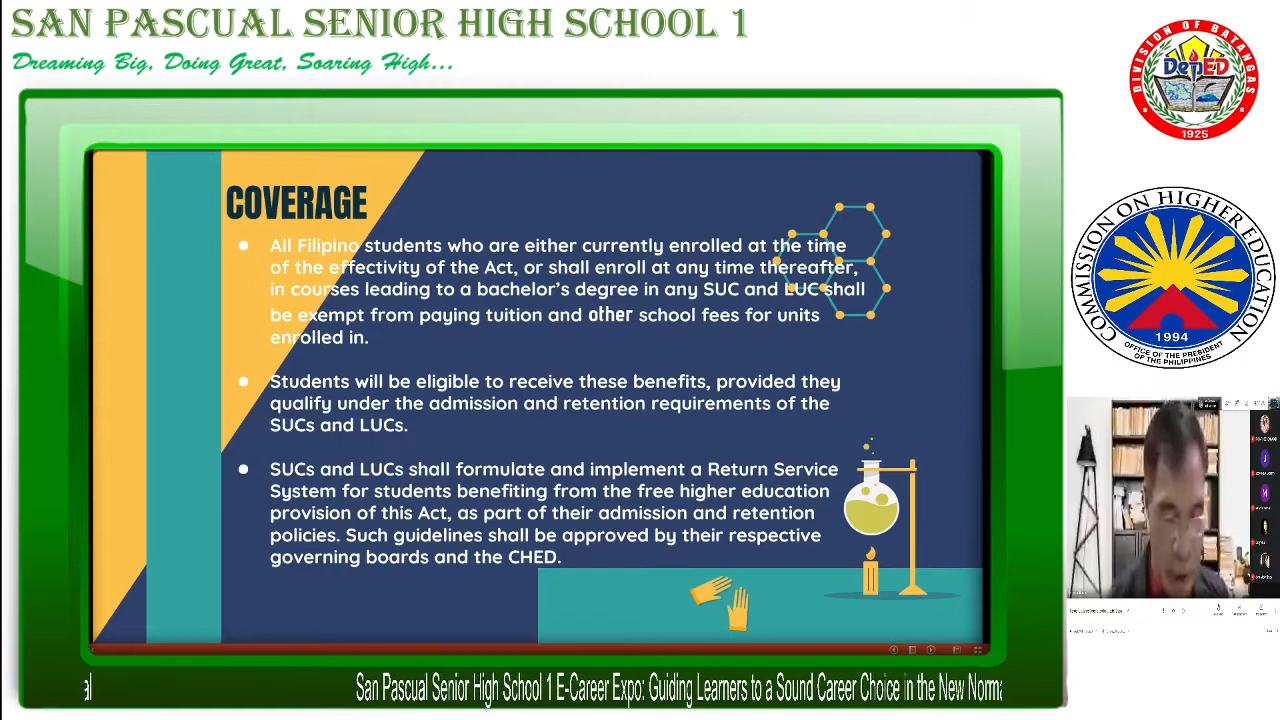 SAN PASCUAL SENIOR HIGH SCHOOL 1
Dreaming Big, Doing Great, Soaring High...
DIVISION OF BATANGAS
DepED
1925
COVERAGE
All Filipino students who are either currently enrolled at the time
of the effectivity of the Act, or shall enroll at any time thereafter,
in courses leading to a bachelor's degree in any SUC and LUC shall
be exempt from paying tuition and other school fees for units
enrolled in.
Students will be eligible to receive these benefits, provided they
qualify under the admission and retention requirements of the
SUCs and LUCs.
SUCs and LUCs shall formulate and implement a Return Service
System for students benefiting from the free higher education
provision of this Act, as part of their admission and retention
policies. Such guidelines shall be approved by their respective
governing boards and the CHED.
COMMISSION ON HIGHER EDUCATION
1994
OFFICE OF THE PRESIDENT
OF THE PHILIPPINES
al
San Pascual Senior High School 1 E-Career Expo: Guiding Learners to a Sound Career Choice in the New Norma